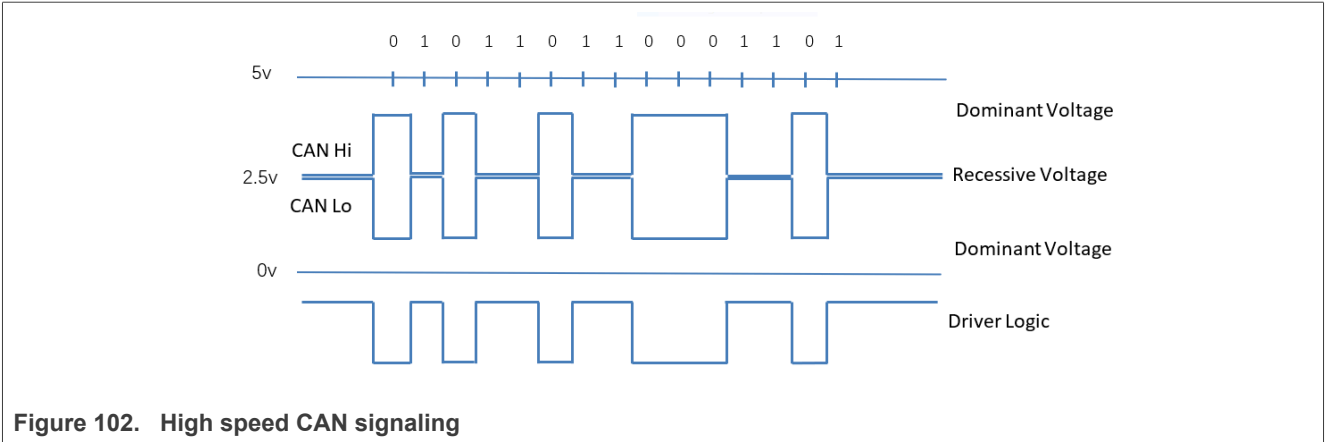 0 1 0 1 1 0 1 1 0 0 0 1 1 0 1
5v
Dominant Voltage
CAN Hi
2.5v
Recessive Voltage
CAN Lo
Dominant Voltage
0v
Driver Logic
Figure 102. High speed CAN signaling